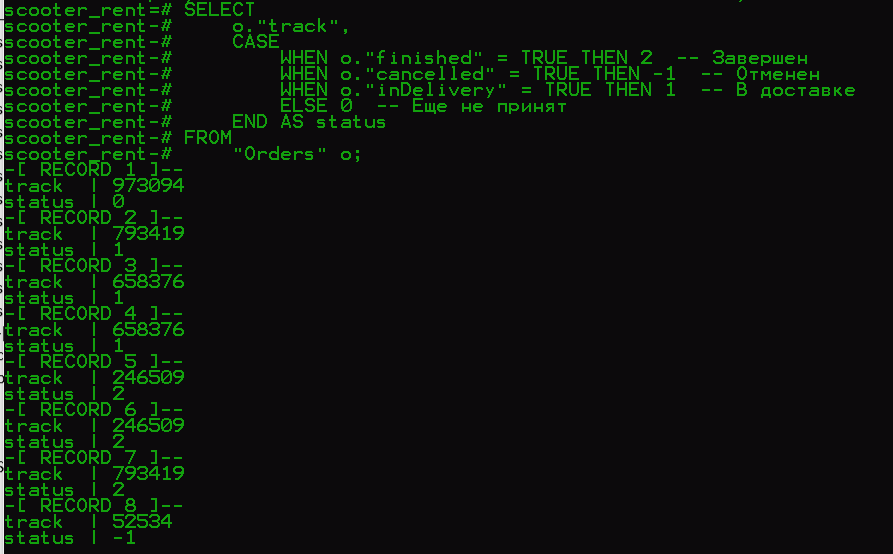 scooter_rent=# SELECT
scooter_rent-#     o."track",
scooter_rent-#     CASE
scooter_rent-#         WHEN o."finished" = TRUE THEN 2  -- Завершен
scooter_rent-#         WHEN o."cancelled" = TRUE THEN -1  -- Отменен
scooter_rent-#         WHEN o."inDelivery" = TRUE THEN 1  -- В доставке
scooter_rent-#         ELSE 0  -- Еще не принят
scooter_rent-#     END AS status
scooter_rent-# FROM
scooter_rent-#     "Orders" o;
-[ RECORD 1 ]--
track  | 973094
status | 0
-[ RECORD 2 ]--
track  | 793419
status | 1
-[ RECORD 3 ]--
track  | 658376
status | 1
-[ RECORD 4 ]--
track  | 658376
status | 1
-[ RECORD 5 ]--
track  | 246509
status | 2
-[ RECORD 6 ]--
track  | 246509
status | 2
-[ RECORD 7 ]--
track  | 793419
status | 2
-[ RECORD 8 ]--
track  | 52534
status | -1